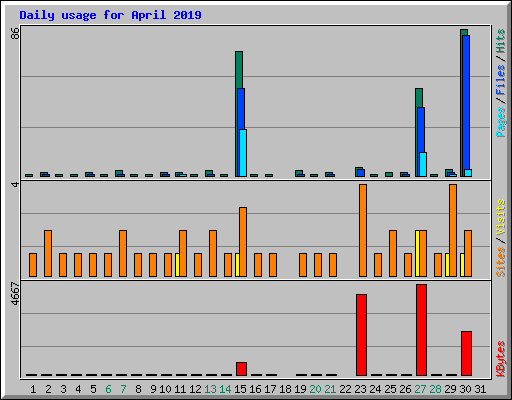 Daily usage for April 2019
86
Pages / Files / Hits
4
Sites / Visits
4667
KBytes
1 2 3 4 5 6 7 8 9 10 11 12 13 14 15 16 17 18 19 20 21 22 23 24 25 26 27 28 29 30 31